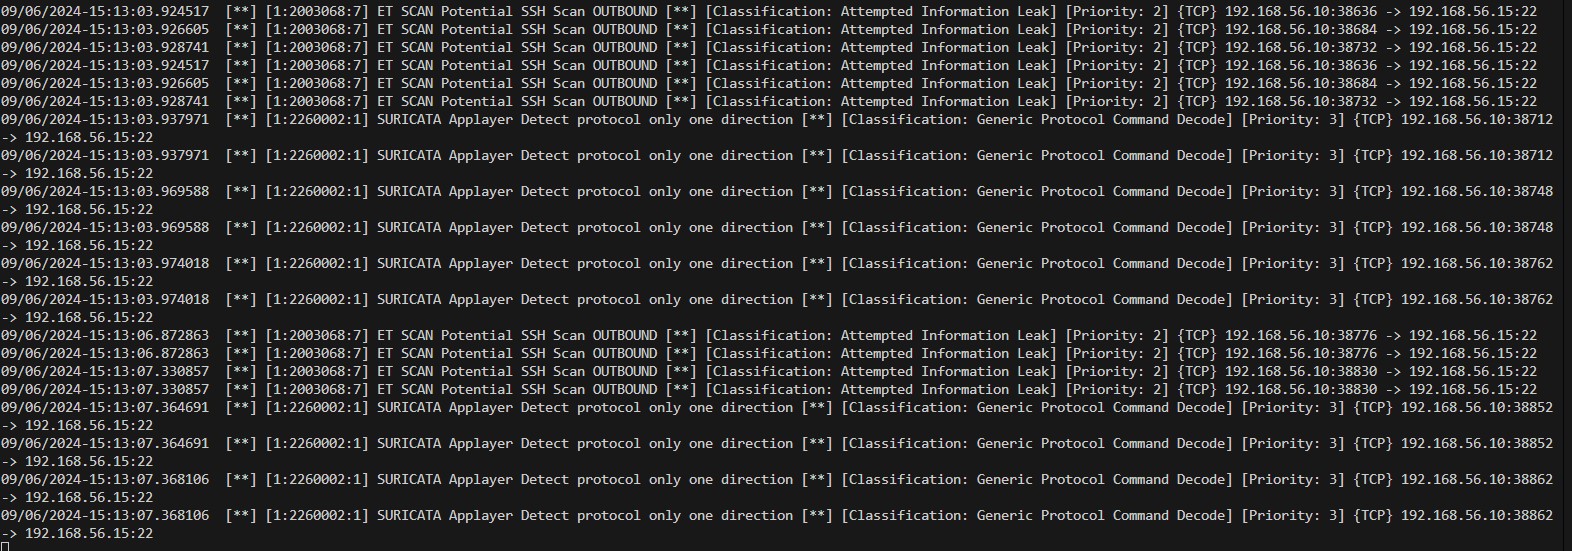 09/06/2024-15:13:03.924517  [**] [1:2003068:7] ET SCAN Potential SSH Scan OUTBOUND [**] [Classification: Attempted Information Leak] [Priority: 2] {TCP} 192.168.56.10:38636 -> 192.168.56.15:22
09/06/2024-15:13:03.926605  [**] [1:2003068:7] ET SCAN Potential SSH Scan OUTBOUND [**] [Classification: Attempted Information Leak] [Priority: 2] {TCP} 192.168.56.10:38684 -> 192.168.56.15:22
09/06/2024-15:13:03.928741  [**] [1:2003068:7] ET SCAN Potential SSH Scan OUTBOUND [**] [Classification: Attempted Information Leak] [Priority: 2] {TCP} 192.168.56.10:38732 -> 192.168.56.15:22
09/06/2024-15:13:03.924517  [**] [1:2003068:7] ET SCAN Potential SSH Scan OUTBOUND [**] [Classification: Attempted Information Leak] [Priority: 2] {TCP} 192.168.56.10:38636 -> 192.168.56.15:22
09/06/2024-15:13:03.926605  [**] [1:2003068:7] ET SCAN Potential SSH Scan OUTBOUND [**] [Classification: Attempted Information Leak] [Priority: 2] {TCP} 192.168.56.10:38684 -> 192.168.56.15:22
09/06/2024-15:13:03.928741  [**] [1:2003068:7] ET SCAN Potential SSH Scan OUTBOUND [**] [Classification: Attempted Information Leak] [Priority: 2] {TCP} 192.168.56.10:38732 -> 192.168.56.15:22
09/06/2024-15:13:03.937971  [**] [1:2260002:1] SURICATA Applayer Detect protocol only one direction [**] [Classification: Generic Protocol Command Decode] [Priority: 3] {TCP} 192.168.56.10:38712
-> 192.168.56.15:22
09/06/2024-15:13:03.937971  [**] [1:2260002:1] SURICATA Applayer Detect protocol only one direction [**] [Classification: Generic Protocol Command Decode] [Priority: 3] {TCP} 192.168.56.10:38712
-> 192.168.56.15:22
09/06/2024-15:13:03.969588  [**] [1:2260002:1] SURICATA Applayer Detect protocol only one direction [**] [Classification: Generic Protocol Command Decode] [Priority: 3] {TCP} 192.168.56.10:38748
-> 192.168.56.15:22
09/06/2024-15:13:03.969588  [**] [1:2260002:1] SURICATA Applayer Detect protocol only one direction [**] [Classification: Generic Protocol Command Decode] [Priority: 3] {TCP} 192.168.56.10:38748
-> 192.168.56.15:22
09/06/2024-15:13:03.974018  [**] [1:2260002:1] SURICATA Applayer Detect protocol only one direction [**] [Classification: Generic Protocol Command Decode] [Priority: 3] {TCP} 192.168.56.10:38762
-> 192.168.56.15:22
09/06/2024-15:13:03.974018  [**] [1:2260002:1] SURICATA Applayer Detect protocol only one direction [**] [Classification: Generic Protocol Command Decode] [Priority: 3] {TCP} 192.168.56.10:38762
-> 192.168.56.15:22
09/06/2024-15:13:06.872863  [**] [1:2003068:7] ET SCAN Potential SSH Scan OUTBOUND [**] [Classification: Attempted Information Leak] [Priority: 2] {TCP} 192.168.56.10:38776 -> 192.168.56.15:22
09/06/2024-15:13:06.872863  [**] [1:2003068:7] ET SCAN Potential SSH Scan OUTBOUND [**] [Classification: Attempted Information Leak] [Priority: 2] {TCP} 192.168.56.10:38776 -> 192.168.56.15:22
09/06/2024-15:13:07.330857  [**] [1:2003068:7] ET SCAN Potential SSH Scan OUTBOUND [**] [Classification: Attempted Information Leak] [Priority: 2] {TCP} 192.168.56.10:38830 -> 192.168.56.15:22
09/06/2024-15:13:07.330857  [**] [1:2003068:7] ET SCAN Potential SSH Scan OUTBOUND [**] [Classification: Attempted Information Leak] [Priority: 2] {TCP} 192.168.56.10:38830 -> 192.168.56.15:22
09/06/2024-15:13:07.364691  [**] [1:2260002:1] SURICATA Applayer Detect protocol only one direction [**] [Classification: Generic Protocol Command Decode] [Priority: 3] {TCP} 192.168.56.10:38852
-> 192.168.56.15:22
09/06/2024-15:13:07.364691  [**] [1:2260002:1] SURICATA Applayer Detect protocol only one direction [**] [Classification: Generic Protocol Command Decode] [Priority: 3] {TCP} 192.168.56.10:38852
-> 192.168.56.15:22
09/06/2024-15:13:07.368106  [**] [1:2260002:1] SURICATA Applayer Detect protocol only one direction [**] [Classification: Generic Protocol Command Decode] [Priority: 3] {TCP} 192.168.56.10:38862
-> 192.168.56.15:22
09/06/2024-15:13:07.368106  [**] [1:2260002:1] SURICATA Applayer Detect protocol only one direction [**] [Classification: Generic Protocol Command Decode] [Priority: 3] {TCP} 192.168.56.10:38862
-> 192.168.56.15:22